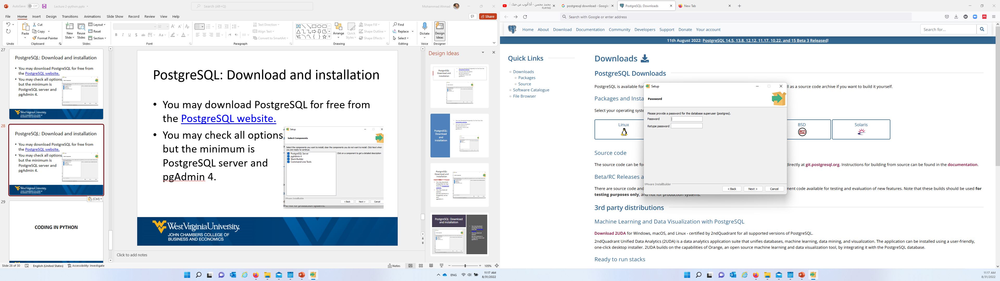 AutoSave Off Lecture 2-python.pptx Search (Alt+Q) Mohammad Ahmad
File Home Insert Design Transitions Animations Slide Show Record Review View Help Share
Paste Cut Copy Format Painter New Slide Reuse Slides Layout Reset Section
32
Text Direction Align Text Convert to SmartArt
Arrange Quick Styles Shape Fill Shape Outline Shape Effects
Find Replace Select Dictate Design Ideas
Undo Clipboard Slides Font Paragraph Drawing Editing Voice Designer
27
PostgreSQL: Download and installation
• You may download PostgreSQL for free from
the PostgreSQL website.
• You may check all options
but the minimum is
PostgreSQL server and
pgAdmin 4.
WestVirginiaUniversity.
JOHN CHAMBERS COLLEGE OF
BUSINESS AND ECONOMICS
28
PostgreSQL: Download and installation
• You may download PostgreSQL for free from
the PostgreSQL website.
• You may check all options
but the minimum is
PostgreSQL server and
pgAdmin 4.
WestVirginiaUniversity.
JOHN CHAMBERS COLLEGE OF
BUSINESS AND ECONOMICS
(Ctrl)
29
CODING IN PYTHON
PostgreSQL: Download and installation
• You may download PostgreSQL for free from
the PostgreSQL website.
• You may check all options
but the minimum is
PostgreSQL server and
pgAdmin 4.
Setup
Select Components
Select the components you want to install; clear the components you do not want to install. Click Next when
you are ready to continue.
PostgreSQL Server
pgAdmin 4
Stack Builder
Command Line Tools
Click on a component to get a detailed description
VMware InstallBuilder
< Back Next > Cancel
WestVirginiaUniversity.
JOHN CHAMBERS COLLEGE OF
BUSINESS AND ECONOMICS
Click to add notes
Design Ideas
PostgreSQL:
Download and
installation
PostgreSQL:
Download
and
installation
PostgreSQL:
Download and
installation
PostgreSQL: Download
and installation
Slide 28 of 30 English (United States) Accessibility: Investigate Notes 105%
ENG 11:17 AM
8/31/2022
محمد محسن - أنا أتوب عن حبك
PLAYING
postgresql download - Google PostgreSQL: Downloads New Tab
Search with Google or enter address
Home About Download Documentation Community Developers Support Donate Your account Search for...
11th August 2022: PostgreSQL 14.5, 13.8, 12.12, 11.17, 10.22, and 15 Beta 3 Released!
Quick Links
Downloads
Packages
Source
Software Catalogue
File Browser
Downloads
PostgreSQL Downloads
PostgreSQL is available for ll as a source code archive if you want to build it yourself.
Packages and Insta
Select your operating syste
Linux BSD Solaris
Source code
The source code can be fou directly at git.postgresql.org. Instructions for building from source can be found in the documentation.
Beta/RC Releases a
There are source code and ment code available for testing and evaluation of new features. Note that these builds should be used for
testing purposes only, and not for production systems.
3rd party distributions
Machine Learning and Data Visualization with PostgreSQL
Download 2UDA for Windows, macOS, and Linux - certified by 2ndQuadrant for all supported versions of PostgreSQL.
2ndQuadrant Unified Data Analytics (2UDA) is a data analytics application suite that unifies databases, machine learning, data mining, and visualization. The application can be installed using a user-friendly,
one-click desktop installer. 2UDA builds on the capabilities of Orange, an open source machine learning and data visualization tool, by integrating it with the PostgreSQL database.
Ready to run stacks
Setup
Password
Please provide a password for the database superuser (postgres).
Password
Retype password
VMware InstallBuilder
< Back Next > Cancel
11:17 AM
8/31/2022